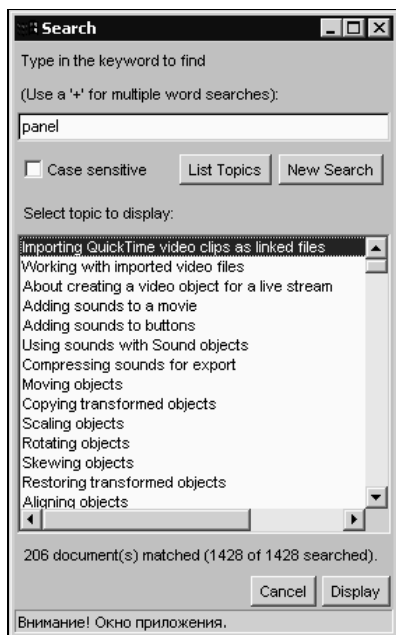 Search
Type in the keyword to find
(Use a '+' for multiple word searches):
panel
Case sensitive
List Topics
New Search
Select topic to display:
Importing QuickTime video clips as linked files
Working with imported video files
About creating a video object for a live stream
Adding sounds to a movie
Adding sounds to buttons
Using sounds with Sound objects
Compressing sounds for export
Moving objects
Copying transformed objects
Scaling objects
Rotating objects
Skewing objects
Restoring transformed objects
Aligning objects
206 document(s) matched (1428 of 1428 searched).
Cancel
Display
Внимание! Окно приложения.